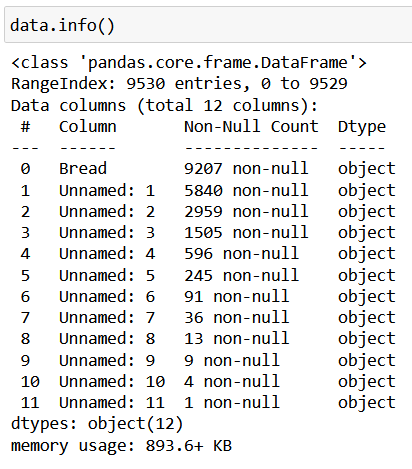 data.info()
<class 'pandas.core.frame.DataFrame'>
RangeIndex: 9530 entries, 0 to 9529
Data columns (total 12 columns):
 #   Column       Non-Null Count  Dtype
---  ------       --------------  -----
 0   Bread        9207 non-null   object
 1   Unnamed: 1   5840 non-null   object
 2   Unnamed: 2   2959 non-null   object
 3   Unnamed: 3   1505 non-null   object
 4   Unnamed: 4   596 non-null    object
 5   Unnamed: 5   245 non-null    object
 6   Unnamed: 6   91 non-null     object
 7   Unnamed: 7   36 non-null     object
 8   Unnamed: 8   13 non-null     object
 9   Unnamed: 9   9 non-null      object
 10  Unnamed: 10  4 non-null      object
 11  Unnamed: 11  1 non-null      object
dtypes: object(12)
memory usage: 893.6+ KB